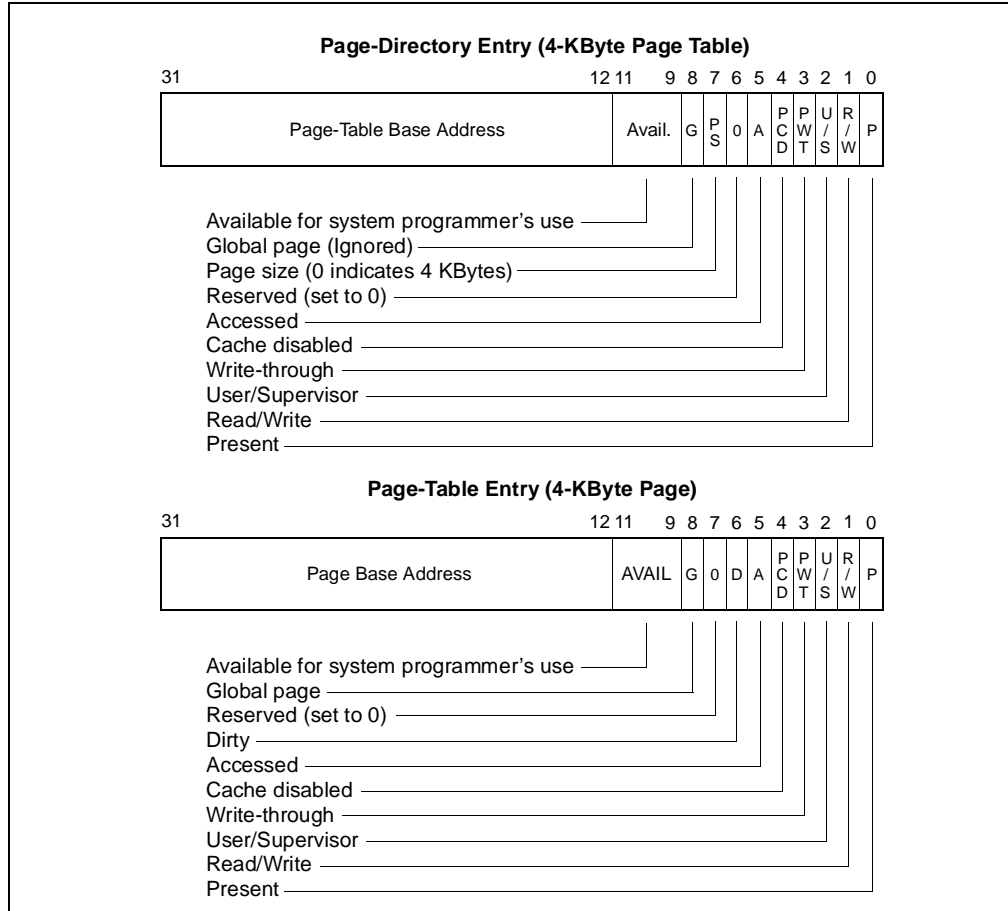 Page-Directory Entry (4-KByte Page Table)
31 12 11 9 8 7 6 5 4 3 2 1 0
Page-Table Base Address Avail. G PS 0 A PCD PWT U/S R/W P
Available for system programmer’s use
Global page (Ignored)
Page size (0 indicates 4 KBytes)
Reserved (set to 0)
Accessed
Cache disabled
Write-through
User/Supervisor
Read/Write
Present
Page-Table Entry (4-KByte Page)
31 12 11 9 8 7 6 5 4 3 2 1 0
Page Base Address AVAIL G 0 D A PCD PWT U/S R/W P
Available for system programmer’s use
Global page
Reserved (set to 0)
Dirty
Accessed
Cache disabled
Write-through
User/Supervisor
Read/Write
Present